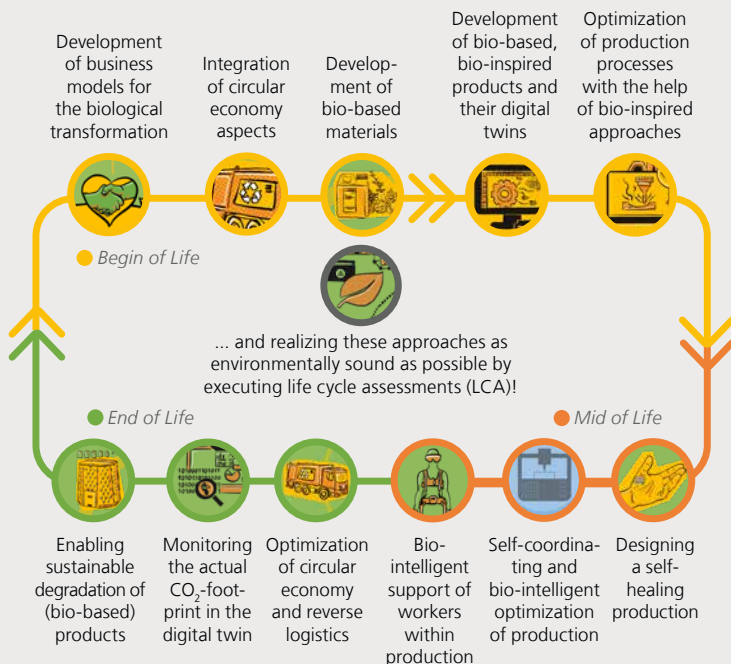 Development
of business
models for
the biological
transformation
Integration
of circular
economy
aspects
Develop-
ment of
bio-based
materials
Development
of bio-based,
bio-inspired
products and
their digital
twins
Optimization
of production
processes
with the help
of bio-inspired
approaches
Begin of Life
... and realizing these approaches as
environmentally sound as possible by
executing life cycle assessments (LCA)!
End of Life
Mid of Life
Enabling
sustainable
degradation of
(bio-based)
products
Monitoring
the actual
CO₂-foot-
print in the
digital twin
Optimization
of circular
economy
and reverse
logistics
Bio-
intelligent
support of
workers
within
production
Self-coordina-
ting and
bio-intelligent
optimization
of production
Designing
a self-
healing
production